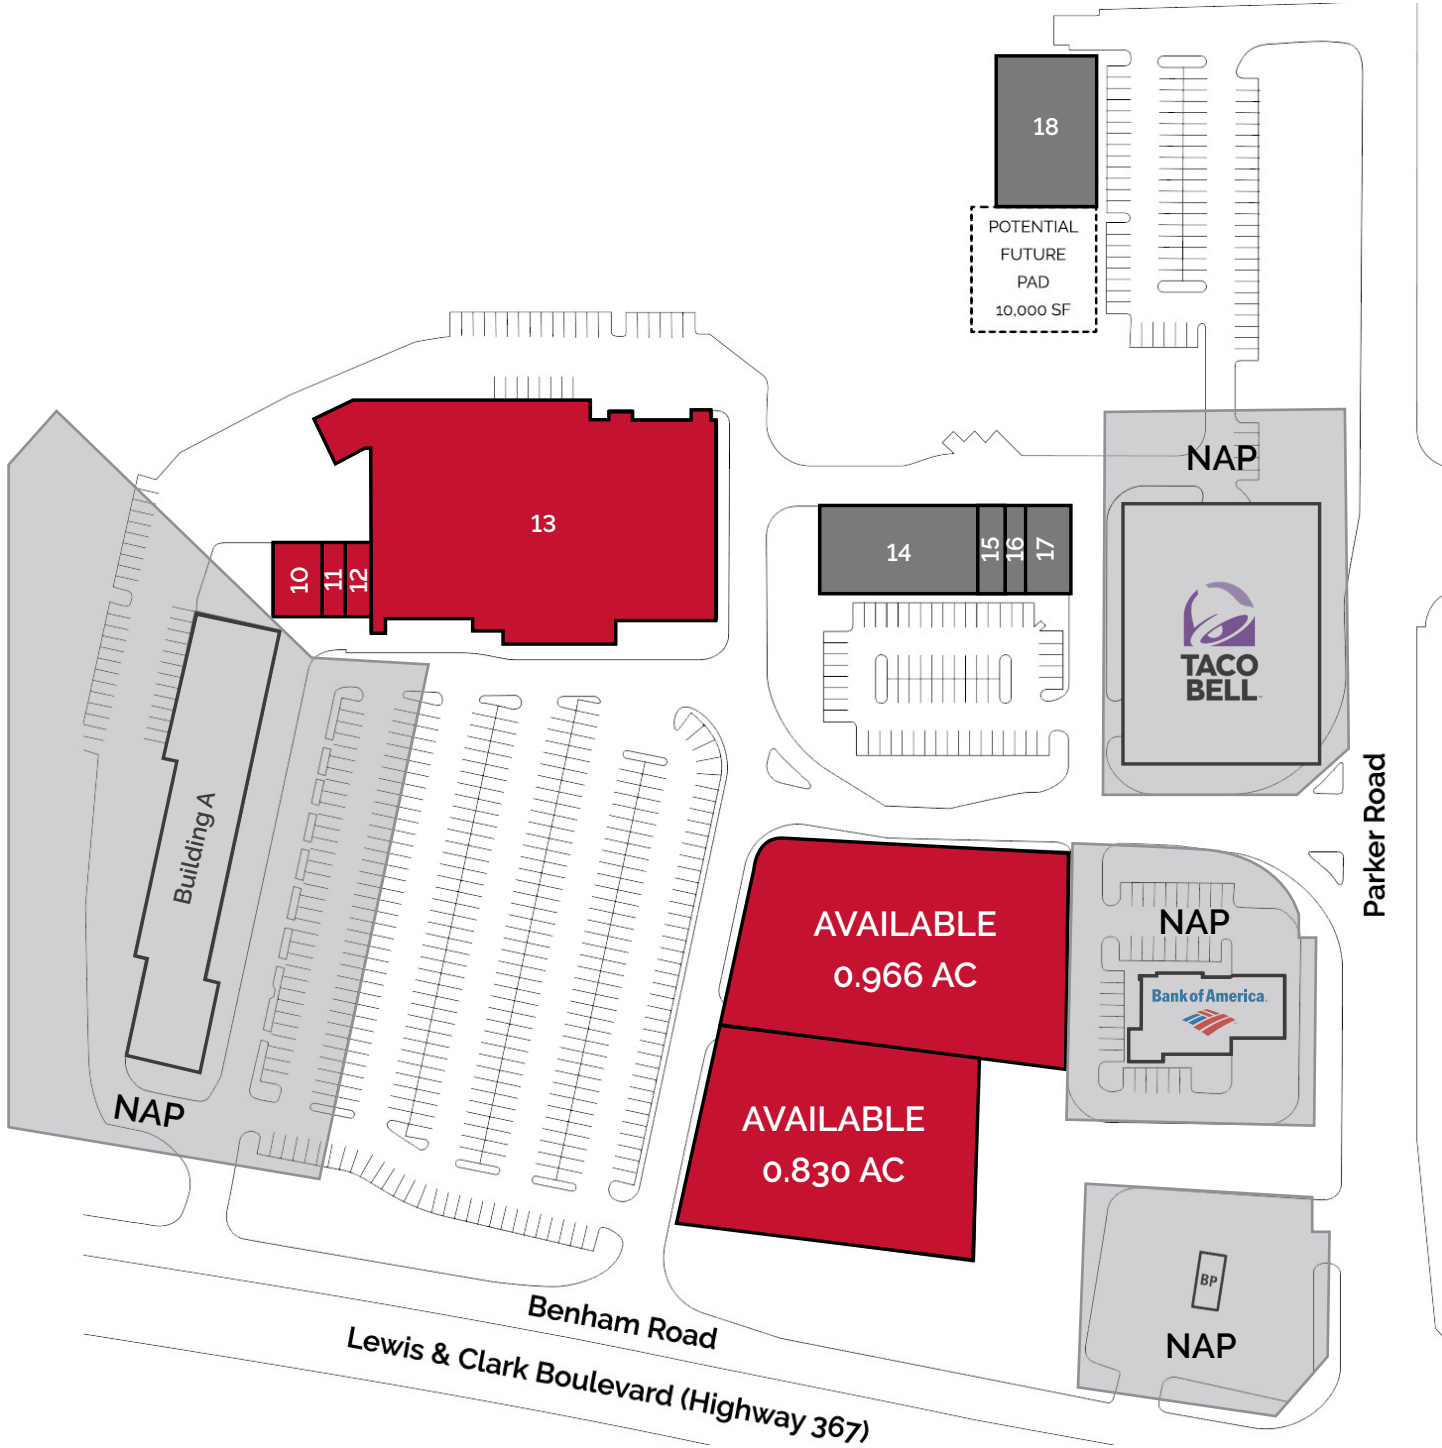 18
POTENTIAL
FUTURE
PAD
10,000 SF
NAP
13
14
15
16
17
10
11
12
TACO
BELL
Building A
Parker Road
AVAILABLE
0.966 AC
NAP
Bank of America
AVAILABLE
0.830 AC
NAP
BP
NAP
Benham Road
Lewis & Clark Boulevard (Highway 367)